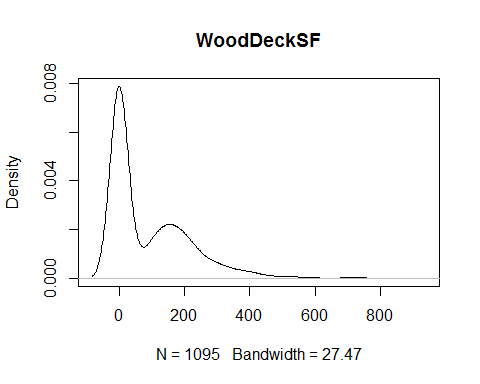 WoodDeckSF
Density
0.008
0.004
0.000
0 200 400 600 800
N = 1095 Bandwidth = 27.47